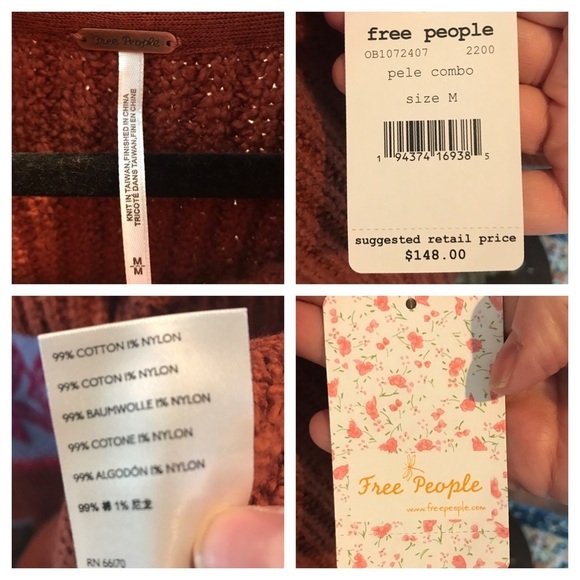 Free People
KNIT IN TAIWAN, FINISHED IN CHINA
TRICOTÉ DANS TAIWAN, FINI EN CHINE
M
M
free people
OB1072407 2200
pele combo
size M
1 94374 16938 5
suggested retail price
$148.00
99% COTTON 1% NYLON
99% COTON 1% NYLON
99% BAUMWOLLE 1% NYLON
99% COTONE 1% NYLON
99% ALGODÓN 1% NYLON
99% 棉 1% 尼龙
RN 66170
Free People
www.freepeople.com